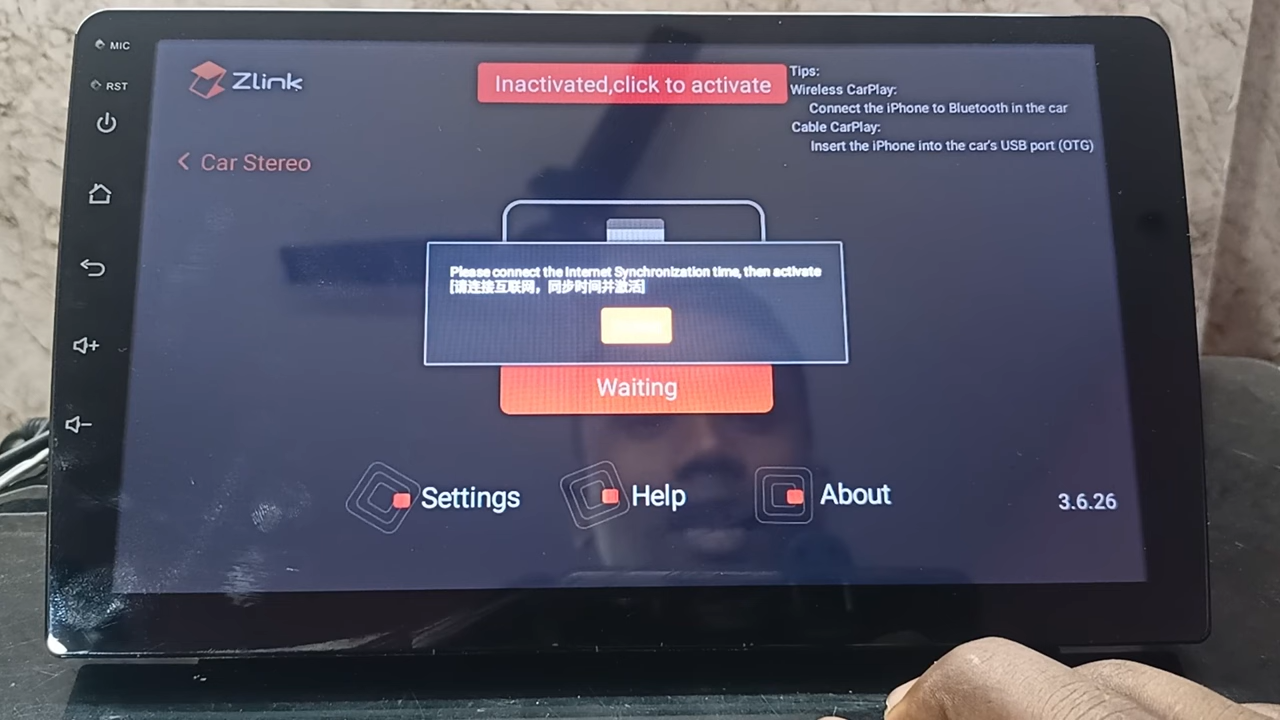 MIC
RST
Zlink
Inactivated,click to activate
Tips:
Wireless CarPlay:
Connect the iPhone to Bluetooth in the car
Cable CarPlay:
Insert the iPhone into the car's USB port (OTG)
Car Stereo
Please connect the Internet Synchronization time, then activate
[请连接互联网，同步时间并激活]
Waiting
Settings
Help
About
3.6.26